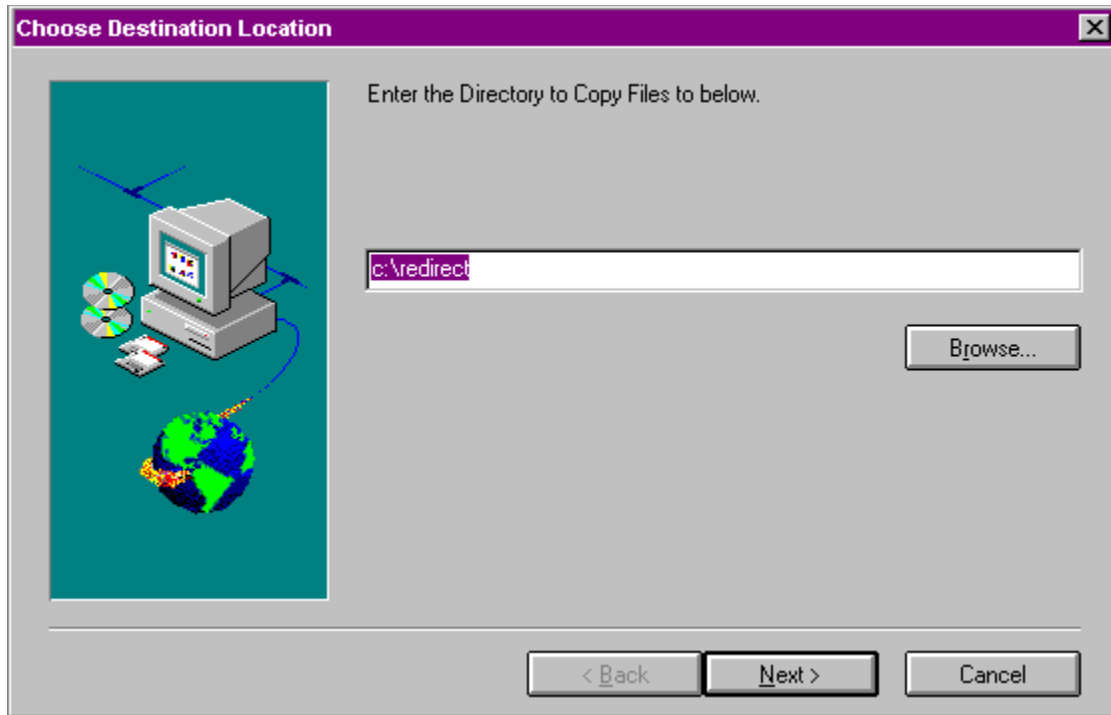 Choose Destination Location
Enter the Directory to Copy Files to below.
c:\redirect
Browse...
< Back
Next >
Cancel